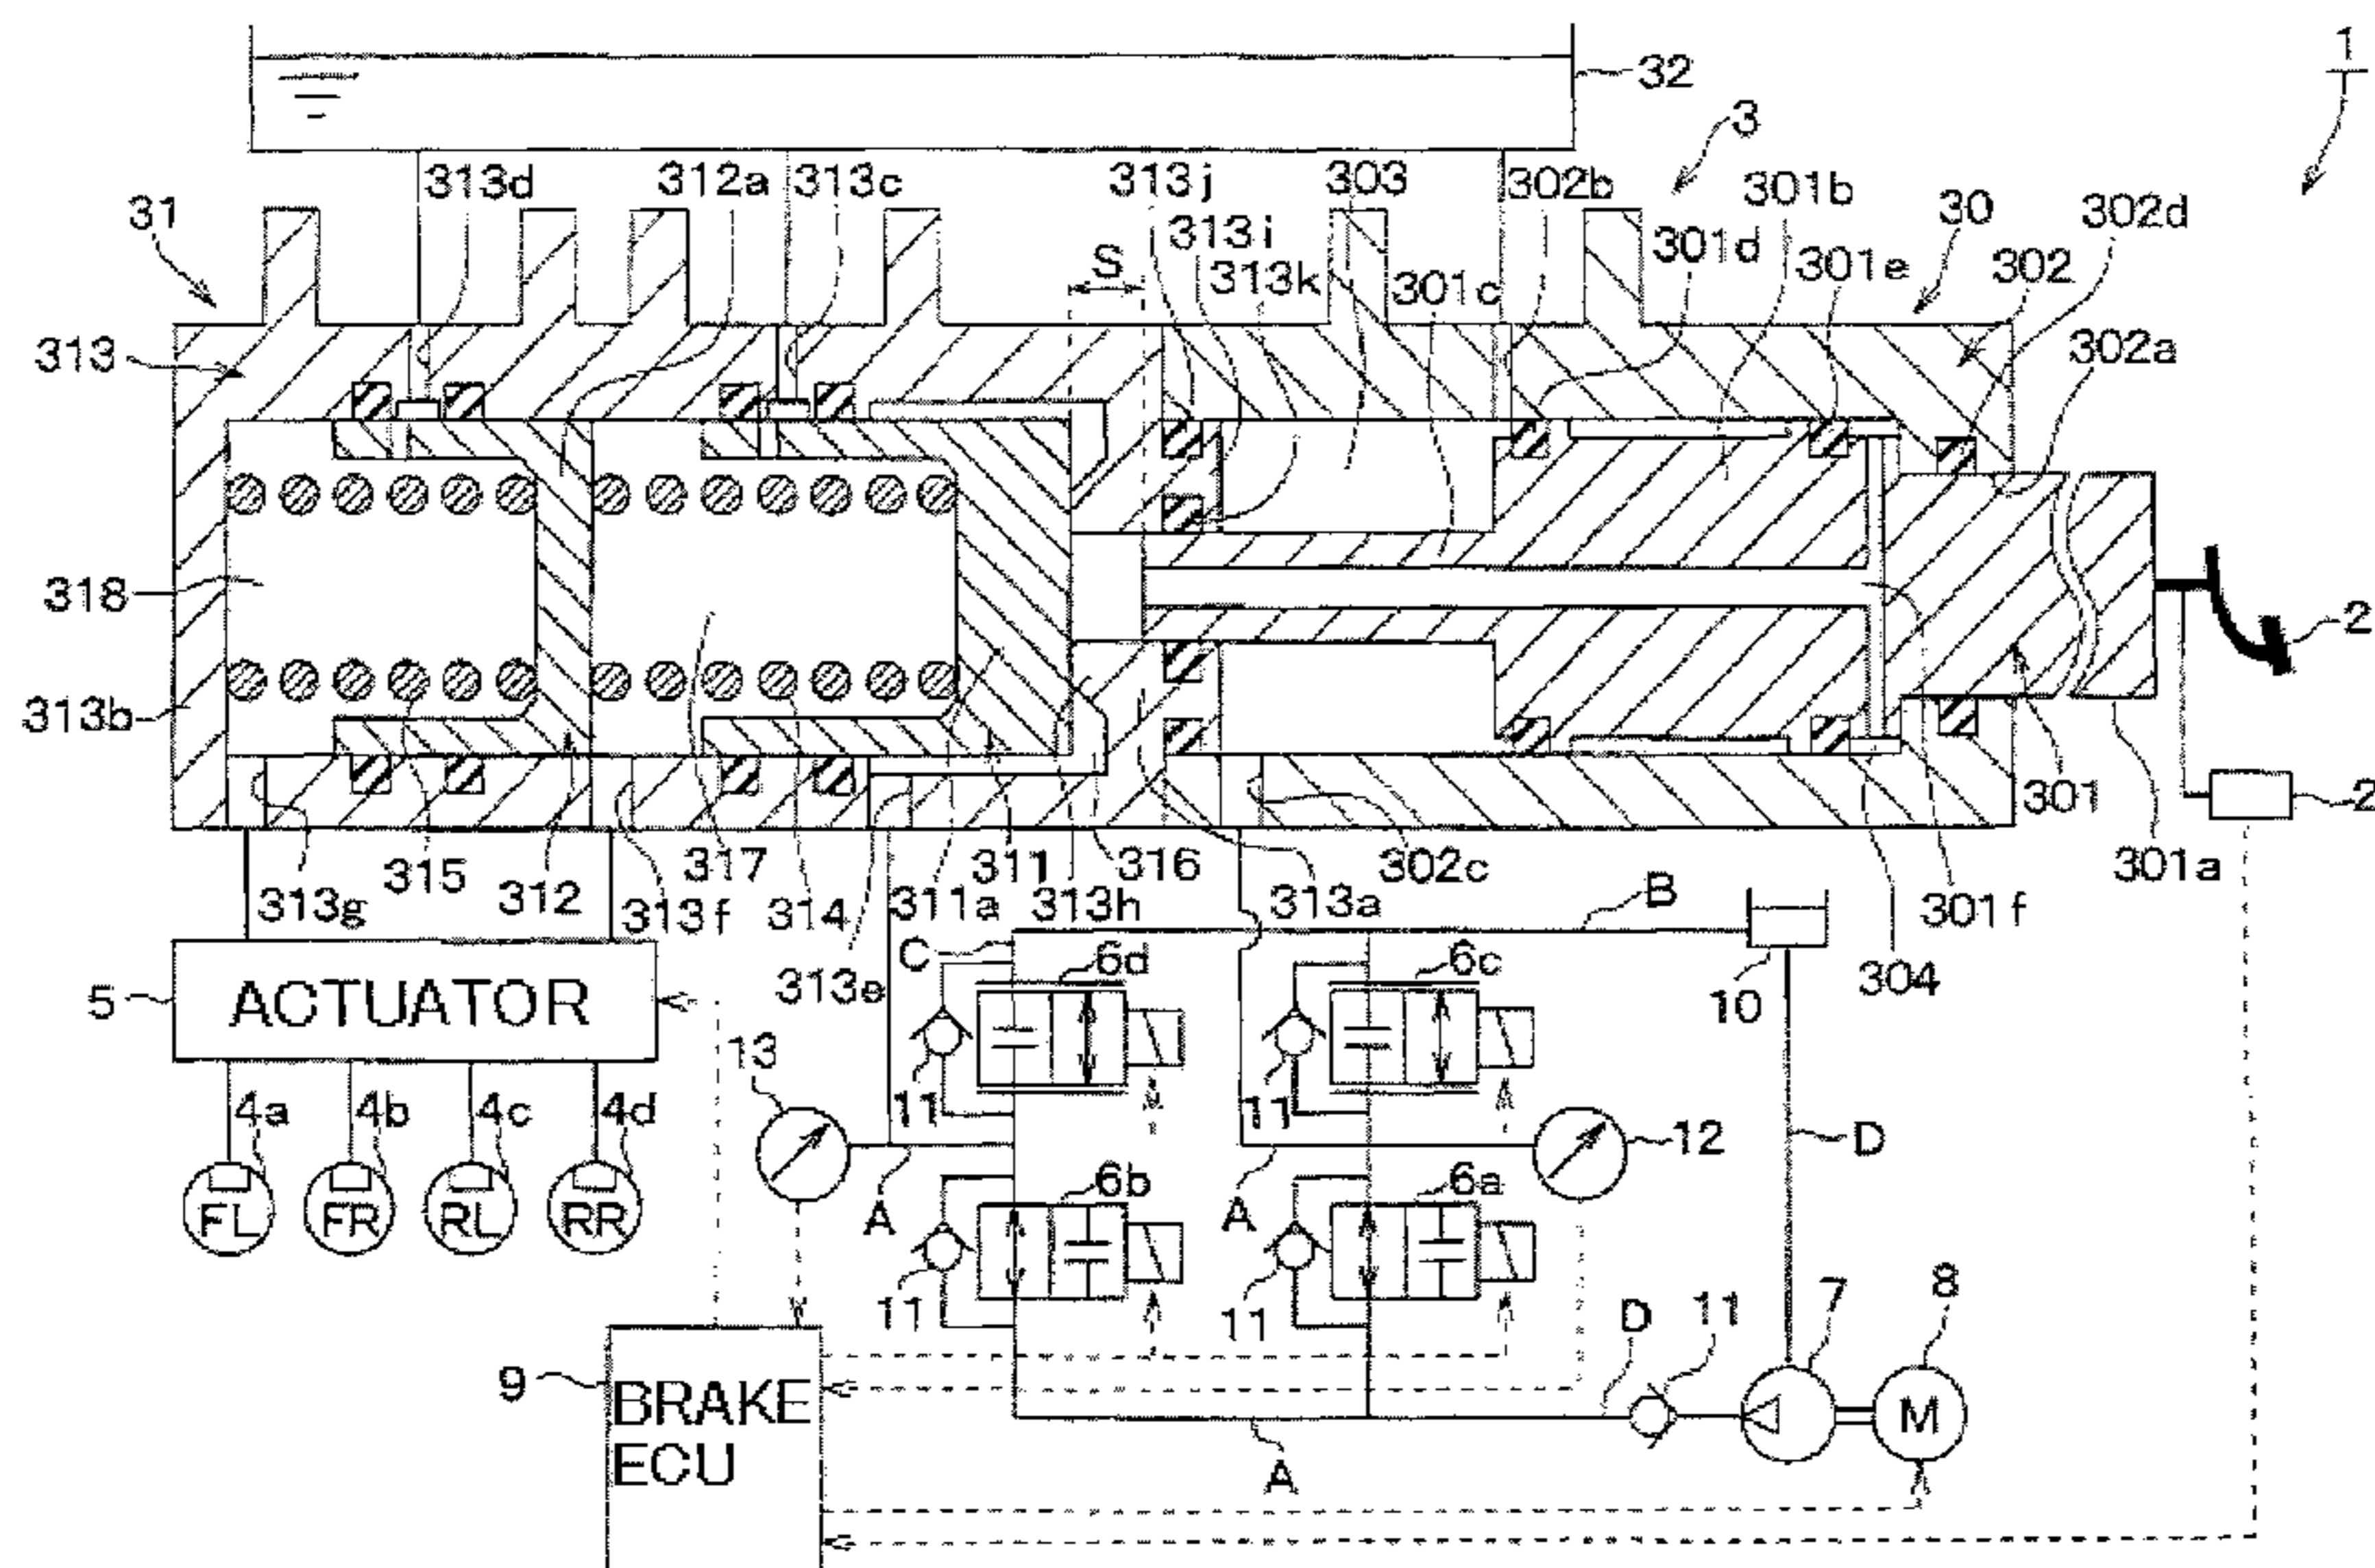 1
32
3
313d 312a 313c 313j 303 302b 301b
31 313i 301d 30 302d
S 313k 301c 301e 302
313 302a
318 2
313b
301 2
315 317 311 316 302c 301a
313g 312 313f 314 311a 313h 313a B 301f
C 6d 6c
313e 10 304
5 ACTUATOR
13
4a 4b 4c 4d 11 11
12 D
6b 6a
FL FR RL RR A A
11 11 D 11 7 8
9 BRAKE M
ECU A